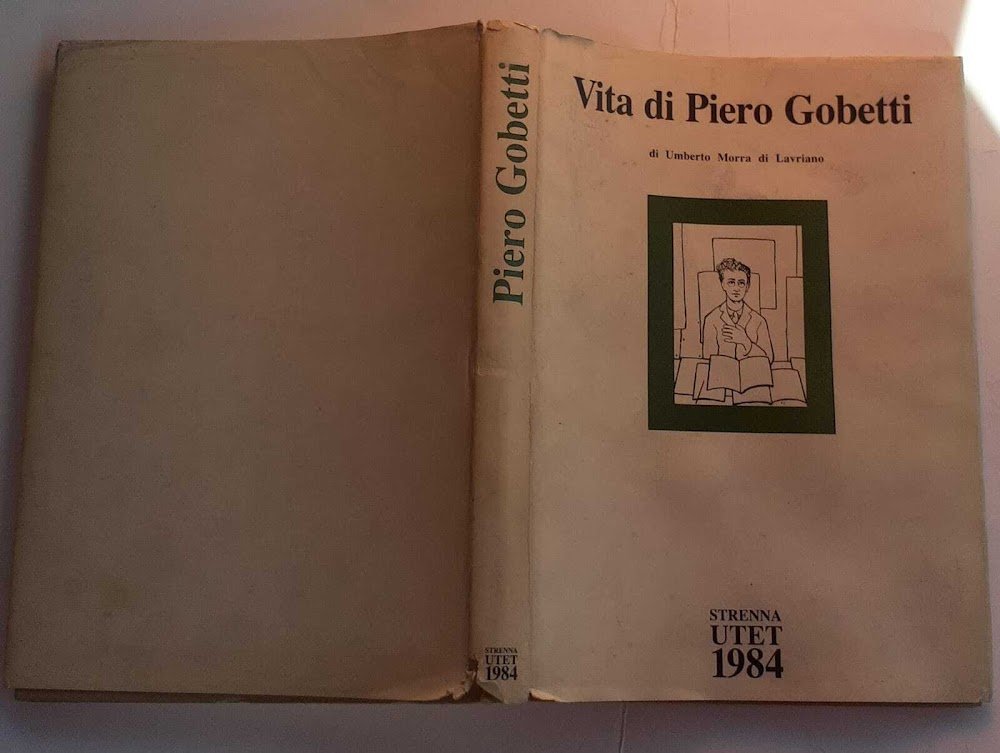 Piero Gobetti
STRENNA
UTET
1984
Vita di Piero Gobetti
di Umberto Morra di Lavriano
STRENNA
UTET
1984